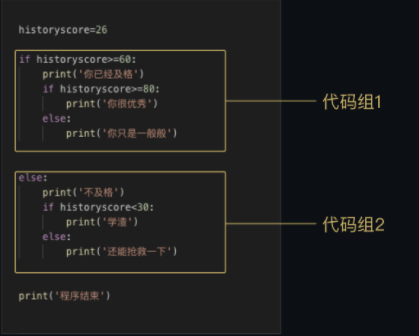 historyscore=26
if historyscore>=60:
print('你已经及格')
if historyscore>=80:
print('你很优秀')
else:
print('你只是一般般')
代码组1
else:
print('不及格')
if historyscore<30:
print('学渣')
else:
print('还能抢救一下')
代码组2
print('程序结束')